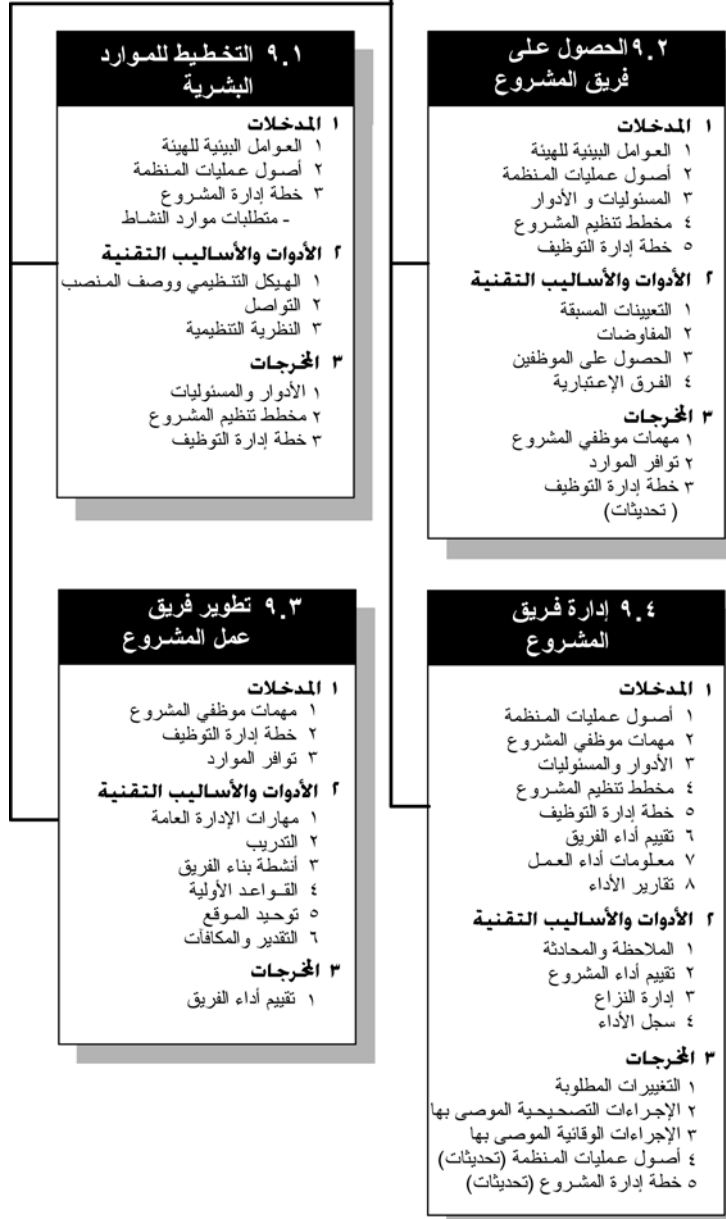 ٩.١ التخطيط للموارد
البشرية
١ المدخلات
١ العوامل البيئية للهيئة
٢ أصول عمليات المنظمة
٣ خطة إدارة المشروع
- متطلبات موارد النشاط
٢ الأدوات والأساليب التقنية
١ الهيكل التنظيمي ووصف المنصب
٢ التواصل
٣ النظرية التنظيمية
٣ المخرجات
١ الأدوار والمسئوليات
٢ مخطط تنظيم المشروع
٣ خطة إدارة التوظيف
٩.٢ الحصول على
فريق المشروع
١ المدخلات
١ العوامل البيئية للهيئة
٢ أصول عمليات المنظمة
٣ المسئوليات و الأدوار
٤ مخطط تنظيم المشروع
٥ خطة إدارة التوظيف
٢ الأدوات والأساليب التقنية
١ التعيينات المسبقة
٢ المفاوضات
٣ الحصول على الموظفين
٤ الفرق الإعتبارية
٣ المخرجات
١ مهمات موظفي المشروع
٢ توافر الموارد
٣ خطة إدارة التوظيف
( تحديثات)
٩.٣ تطوير فريق
عمل المشروع
١ المدخلات
١ مهمات موظفي المشروع
٢ خطة إدارة التوظيف
٣ توافر الموارد
٢ الأدوات والأساليب التقنية
١ مهارات الإدارة العامة
٢ التدريب
٣ أنشطة بناء الفريق
٤ القواعد الأولية
٥ توحيد الموقع
٦ التقدير والمكافآت
٣ المخرجات
١ تقييم أداء الفريق
٩.٤ إدارة فريق
المشروع
١ المدخلات
١ أصول عمليات المنظمة
٢ مهمات موظفي المشروع
٣ الأدوار والمسئوليات
٤ مخطط تنظيم المشروع
٥ خطة إدارة التوظيف
٦ تقييم أداء الفريق
٧ معلومات أداء العمل
٨ تقارير الأداء
٢ الأدوات والأساليب التقنية
١ الملاحظة والمحادثة
٢ تقييم أداء المشروع
٣ إدارة النزاع
٤ سجل الأداء
٣ المخرجات
١ التغييرات المطلوبة
٢ الإجراءات التصحيحية الموصى بها
٣ الإجراءات الوقائية الموصى بها
٤ أصول عمليات المنظمة (تحديثات)
٥ خطة إدارة المشروع (تحديثات)